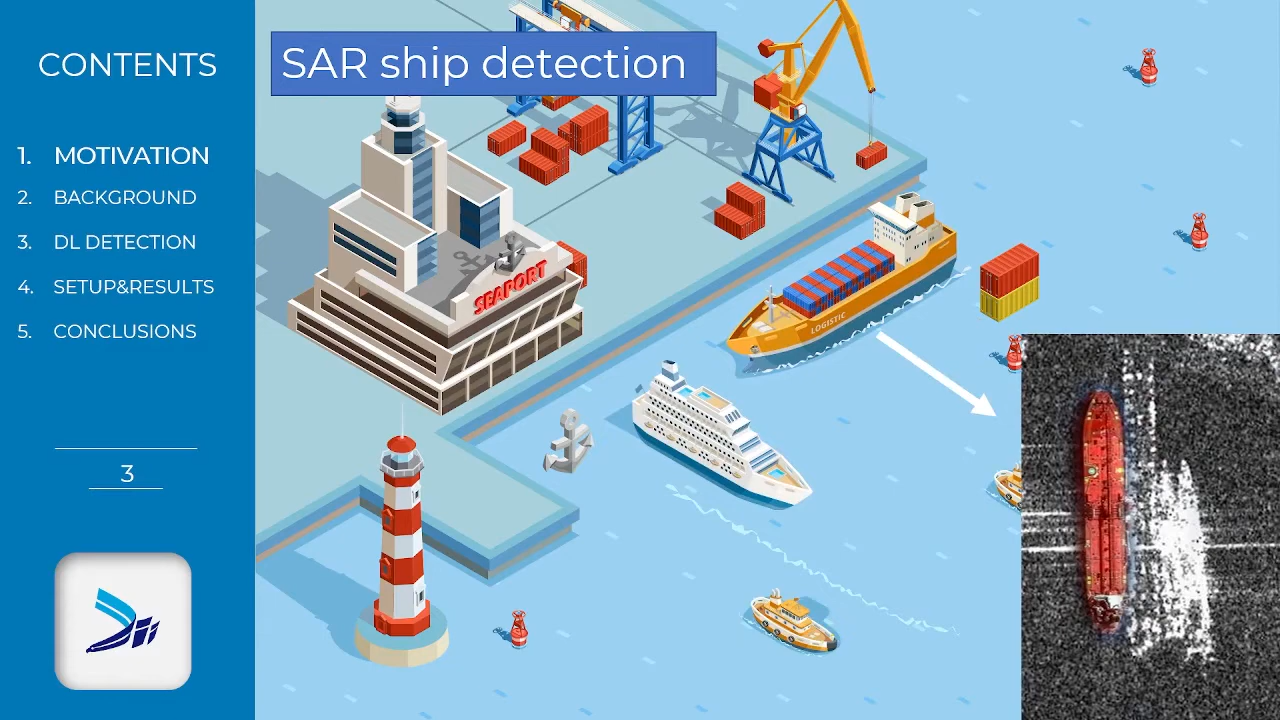 CONTENTS
1. MOTIVATION
2. BACKGROUND
3. DL DETECTION
4. SETUP&RESULTS
5. CONCLUSIONS
3
SAR ship detection
SEAPORT
LOGISTIC